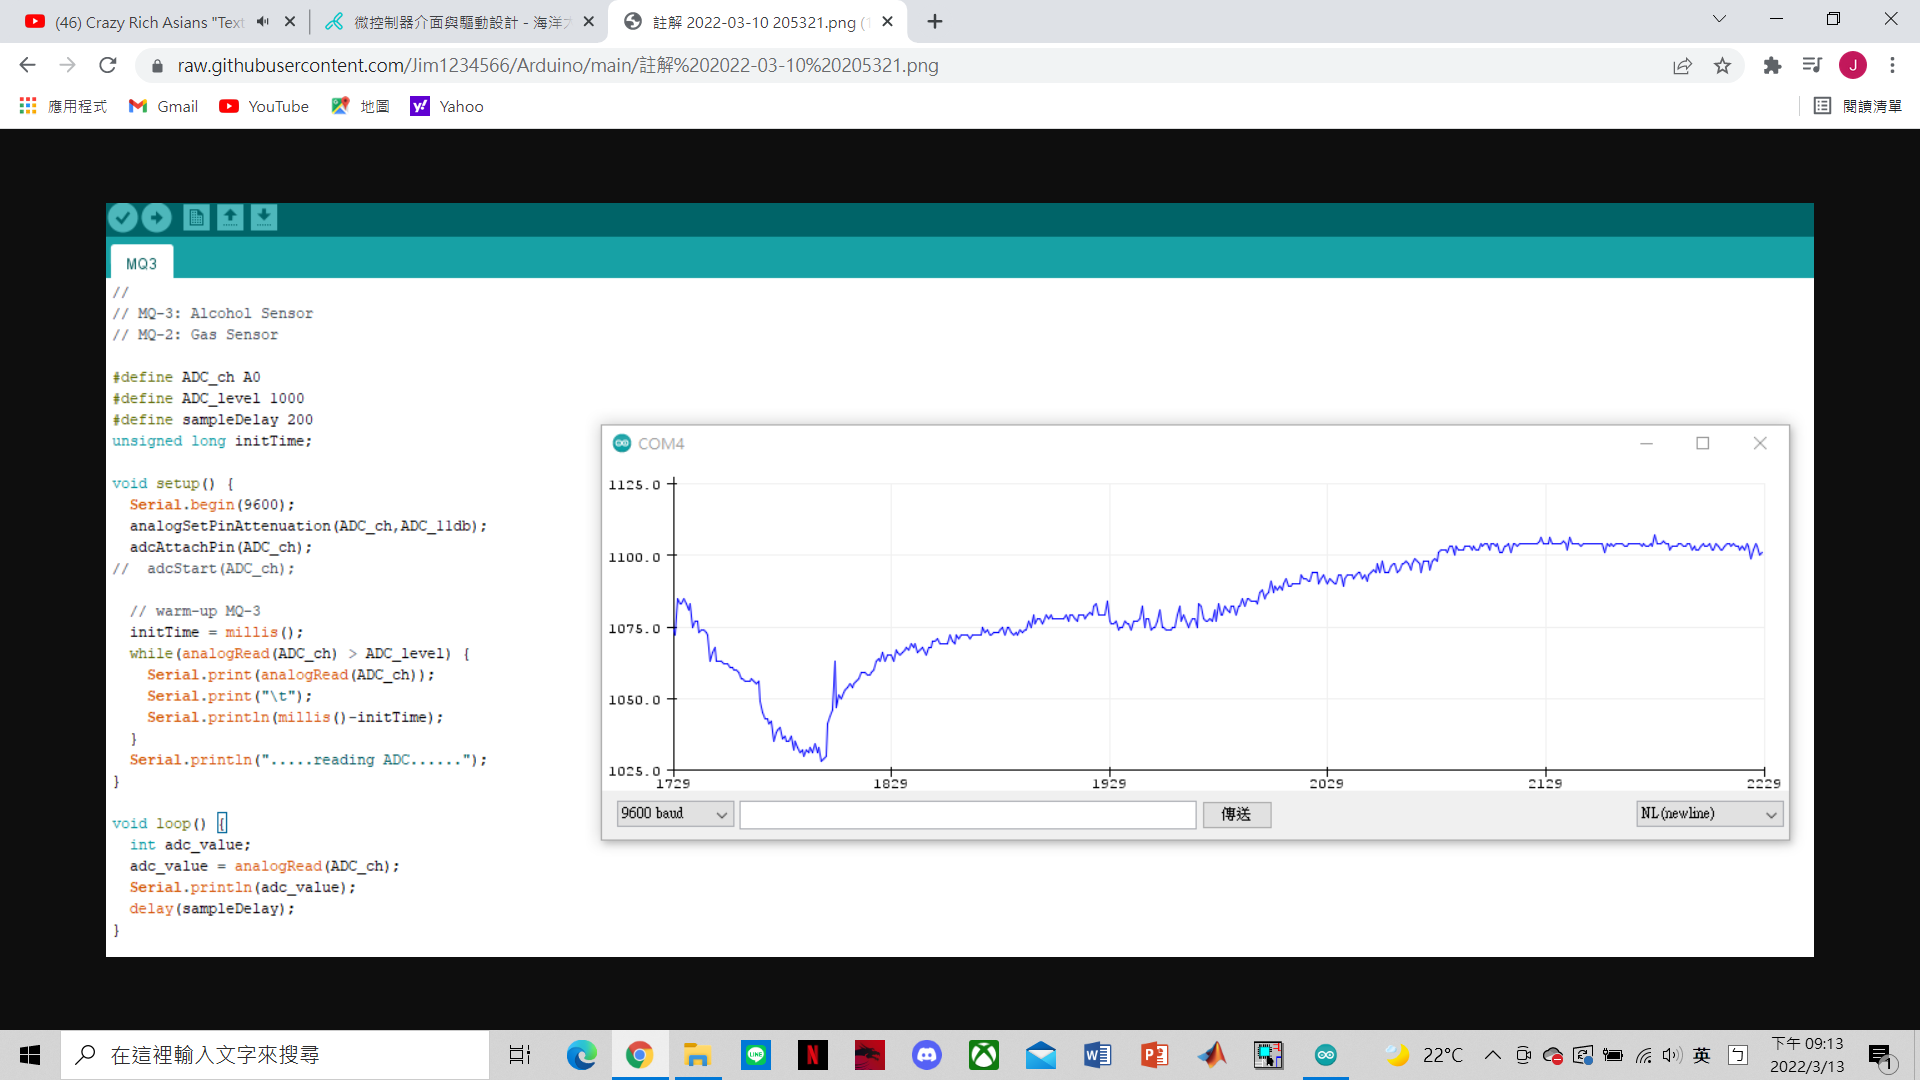 (46) Crazy Rich Asians "Text
微控制器介面與驅動設計 - 海洋大
註解 2022-03-10 205321.png (1
raw.githubusercontent.com/Jim1234566/Arduino/main/註解%202022-03-10%20205321.png
J
應用程式
Gmail
YouTube
地圖
Yahoo
閱讀清單
MQ3
//
// MQ-3: Alcohol Sensor
// MQ-2: Gas Sensor
#define ADC_ch A0
#define ADC_level 1000
#define sampleDelay 200
unsigned long initTime;
void setup() {
Serial.begin(9600);
analogSetPinAttenuation(ADC_ch,ADC_11db);
adcAttachPin(ADC_ch);
// adcStart(ADC_ch);
// warm-up MQ-3
initTime = millis();
while(analogRead(ADC_ch) > ADC_level) {
Serial.print(analogRead(ADC_ch));
Serial.print("\t");
Serial.println(millis()-initTime);
}
Serial.println(".....reading ADC......");
}
void loop() {
int adc_value;
adc_value = analogRead(ADC_ch);
Serial.println(adc_value);
delay(sampleDelay);
}
COM4
1125.0
1100.0
1075.0
1050.0
1025.0
1729 1829 1929 2029 2129 2229
9600 baud
傳送
NL(newline)
在這裡輸入文字來搜尋
22°C
英
下午 09:13
2022/3/13
1